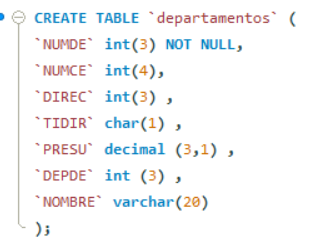 CREATE TABLE `departamentos` (
`NUMDE` int(3) NOT NULL,
`NUMCE` int(4),
`DIREC` int(3) ,
`TIDIR` char(1) ,
`PRESU` decimal (3,1) ,
`DEPDE` int (3) ,
`NOMBRE` varchar(20)
);